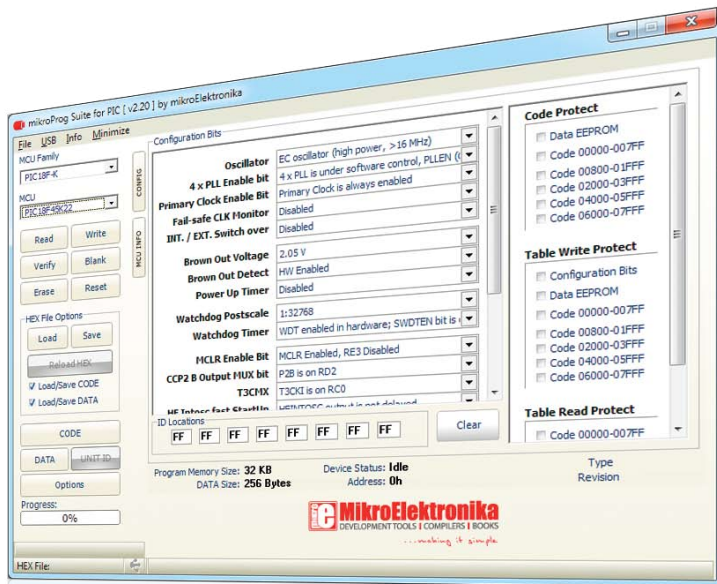 mikroProg Suite for PIC [ v2.20 ] by mikroElektronika
File USB Info Minimize
MCU Family
PIC18F-K
MCU
PIC18F45K22
Read Write
Verify Blank
Erase Reset
HEX File Options
Load Save
Reload HEX
Load/Save CODE
Load/Save DATA
CODE
DATA UNIT ID
Options
Progress:
0%
HEX File:
CONFIG
MCU INFO
Configuration Bits
Oscillator EC oscillator (high power, >16 MHz)
4 x PLL Enable bit 4 x PLL is under software control, PLLEN
Primary Clock Enable Bit Primary Clock is always enabled
Fail-safe CLK Monitor Disabled
INT. / EXT. Switch over Disabled
Brown Out Voltage 2.05 V
Brown Out Detect HW Enabled
Power Up Timer Disabled
Watchdog Postscale 1:32768
Watchdog Timer WDT enabled in hardware; SWDTEN bit is
MCLR Enable Bit MCLR Enabled, RE3 Disabled
CCP2 B Output MUX bit P2B is on RD2
T3CMX T3CKI is on RC0
HF Intosc fast StartUp HFINTOSC output is not delayed
ID Locations
FF FF FF FF FF FF FF FF
Clear
Program Memory Size: 32 KB Device Status: Idle
DATA Size: 256 Bytes Address: 0h
Code Protect
Data EEPROM
Code 00000-007FF
Code 00800-01FFF
Code 02000-03FFF
Code 04000-05FFF
Code 06000-07FFF
Table Write Protect
Configuration Bits
Data EEPROM
Code 00000-007FF
Code 00800-01FFF
Code 02000-03FFF
Code 04000-05FFF
Code 06000-07FFF
Table Read Protect
Code 00000-007FF
Type
Revision
MikroElektronika
DEVELOPMENT TOOLS | COMPILERS | BOOKS
...making it simple